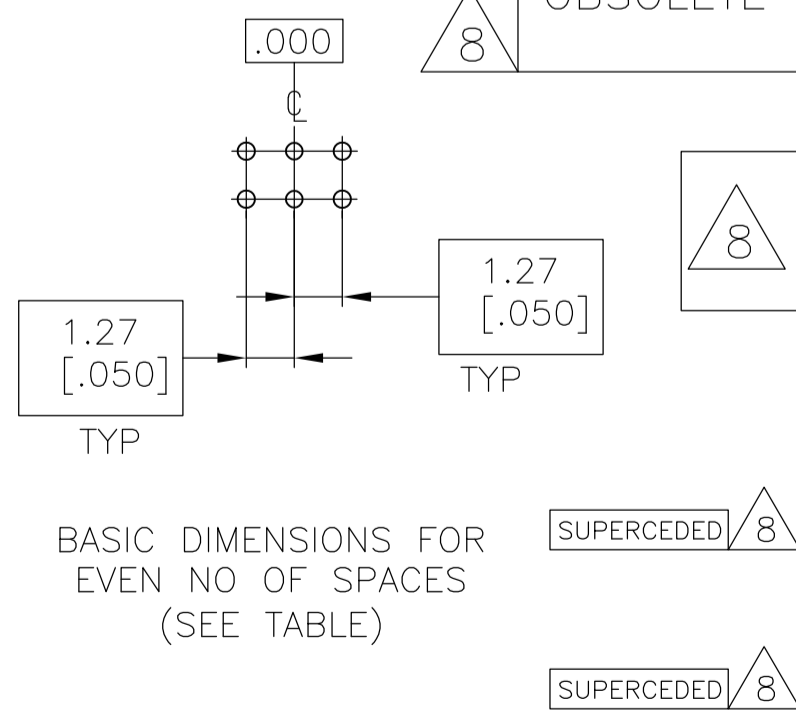 OBSOLETE
8
.000
℄
8
1.27
[.050]
TYP
1.27
[.050]
TYP
BASIC DIMENSIONS FOR
EVEN NO OF SPACES
(SEE TABLE)
SUPERCEDED 8
SUPERCEDED 8